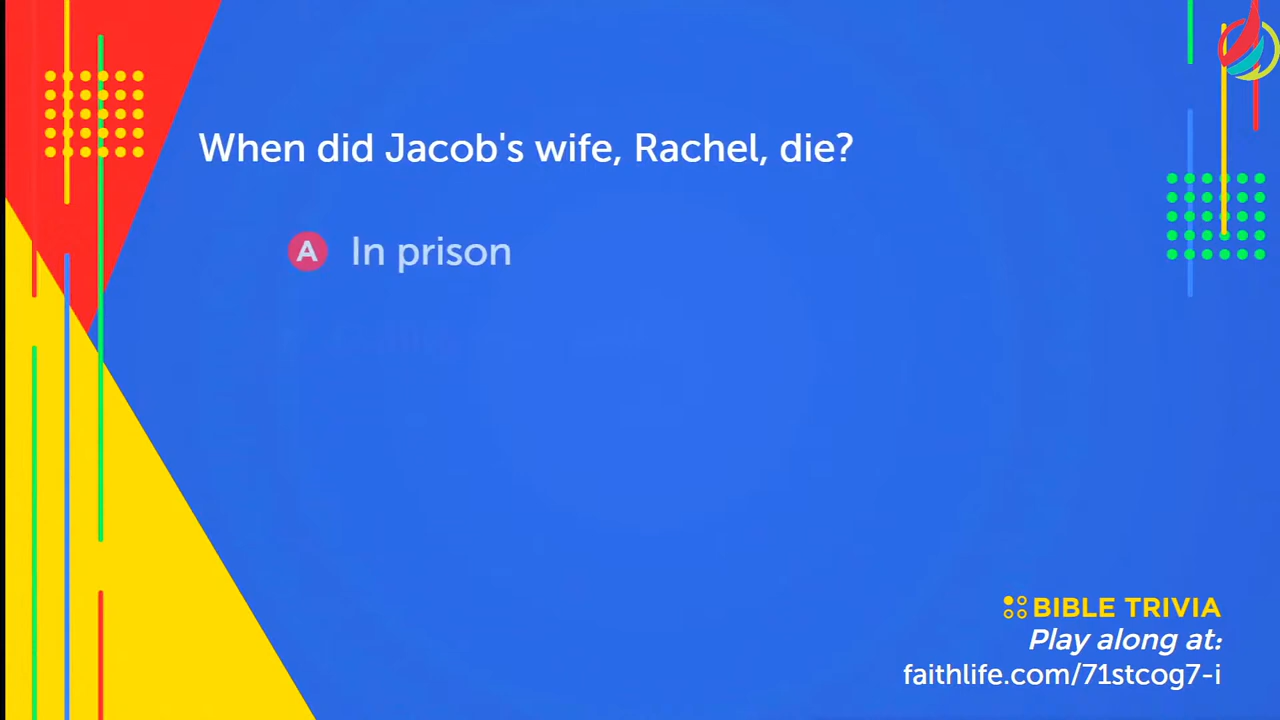 When did Jacob's wife, Rachel, die?
A In prison
BIBLE TRIVIA
Play along at:
faithlife.com/71stcog7-i